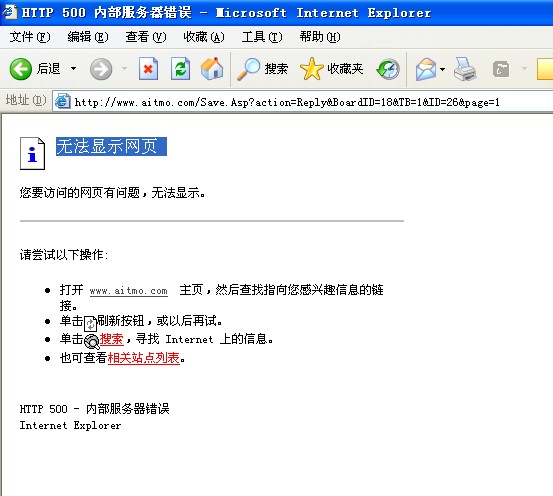 HTTP 500 内部服务器错误 - Microsoft Internet Explorer
文件(F) 编辑(E) 查看(V) 收藏(A) 工具(T) 帮助(H)
后退 搜索 收藏夹
地址(D) http://www.aitmo.com/Save.Asp?action=Reply&BoardID=18&TB=1&ID=26&page=1
无法显示网页
您要访问的网页有问题，无法显示。
请尝试以下操作:
打开 www.aitmo.com 主页，然后查找指向您感兴趣信息的链
接。
单击刷新按钮，或以后再试。
单击搜索，寻找 Internet 上的信息。
也可查看相关站点列表。
HTTP 500 - 内部服务器错误
Internet Explorer